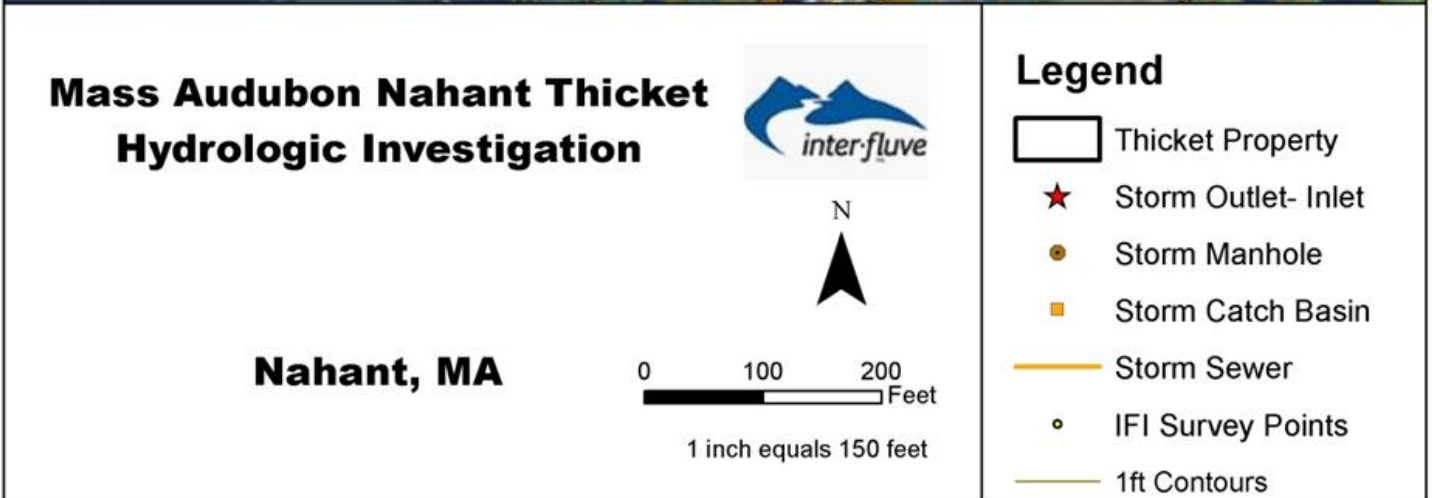 Mass Audubon Nahant Thicket
Hydrologic Investigation
inter·fluve
N
Nahant, MA
0 100 200
Feet
1 inch equals 150 feet
Legend
Thicket Property
Storm Outlet- Inlet
Storm Manhole
Storm Catch Basin
Storm Sewer
IFI Survey Points
1ft Contours